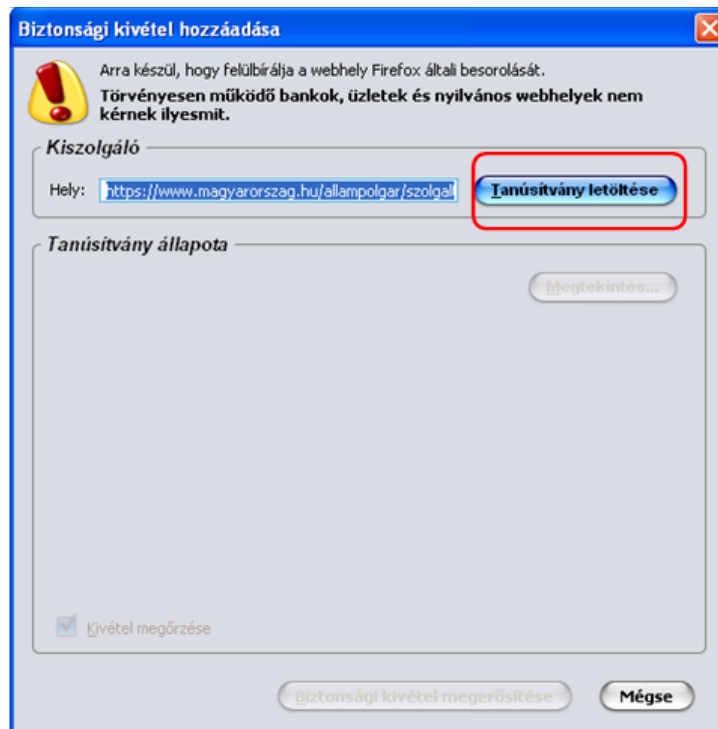 Biztonsági kivétel hozzáadása
Arra készül, hogy felülbírálja a webhely Firefox általi besorolását.
Törvényesen működő bankok, üzletek és nyilvános webhelyek nem
kérnek ilyesmit.
Kiszolgáló
Hely: https://www.magyarorszag.hu/allampolgar/szolgal Tanúsítvány letöltése
Tanúsítvány állapota
Megtekintés...
Kivétel megőrzése
Biztonsági kivétel megerősítése Mégse